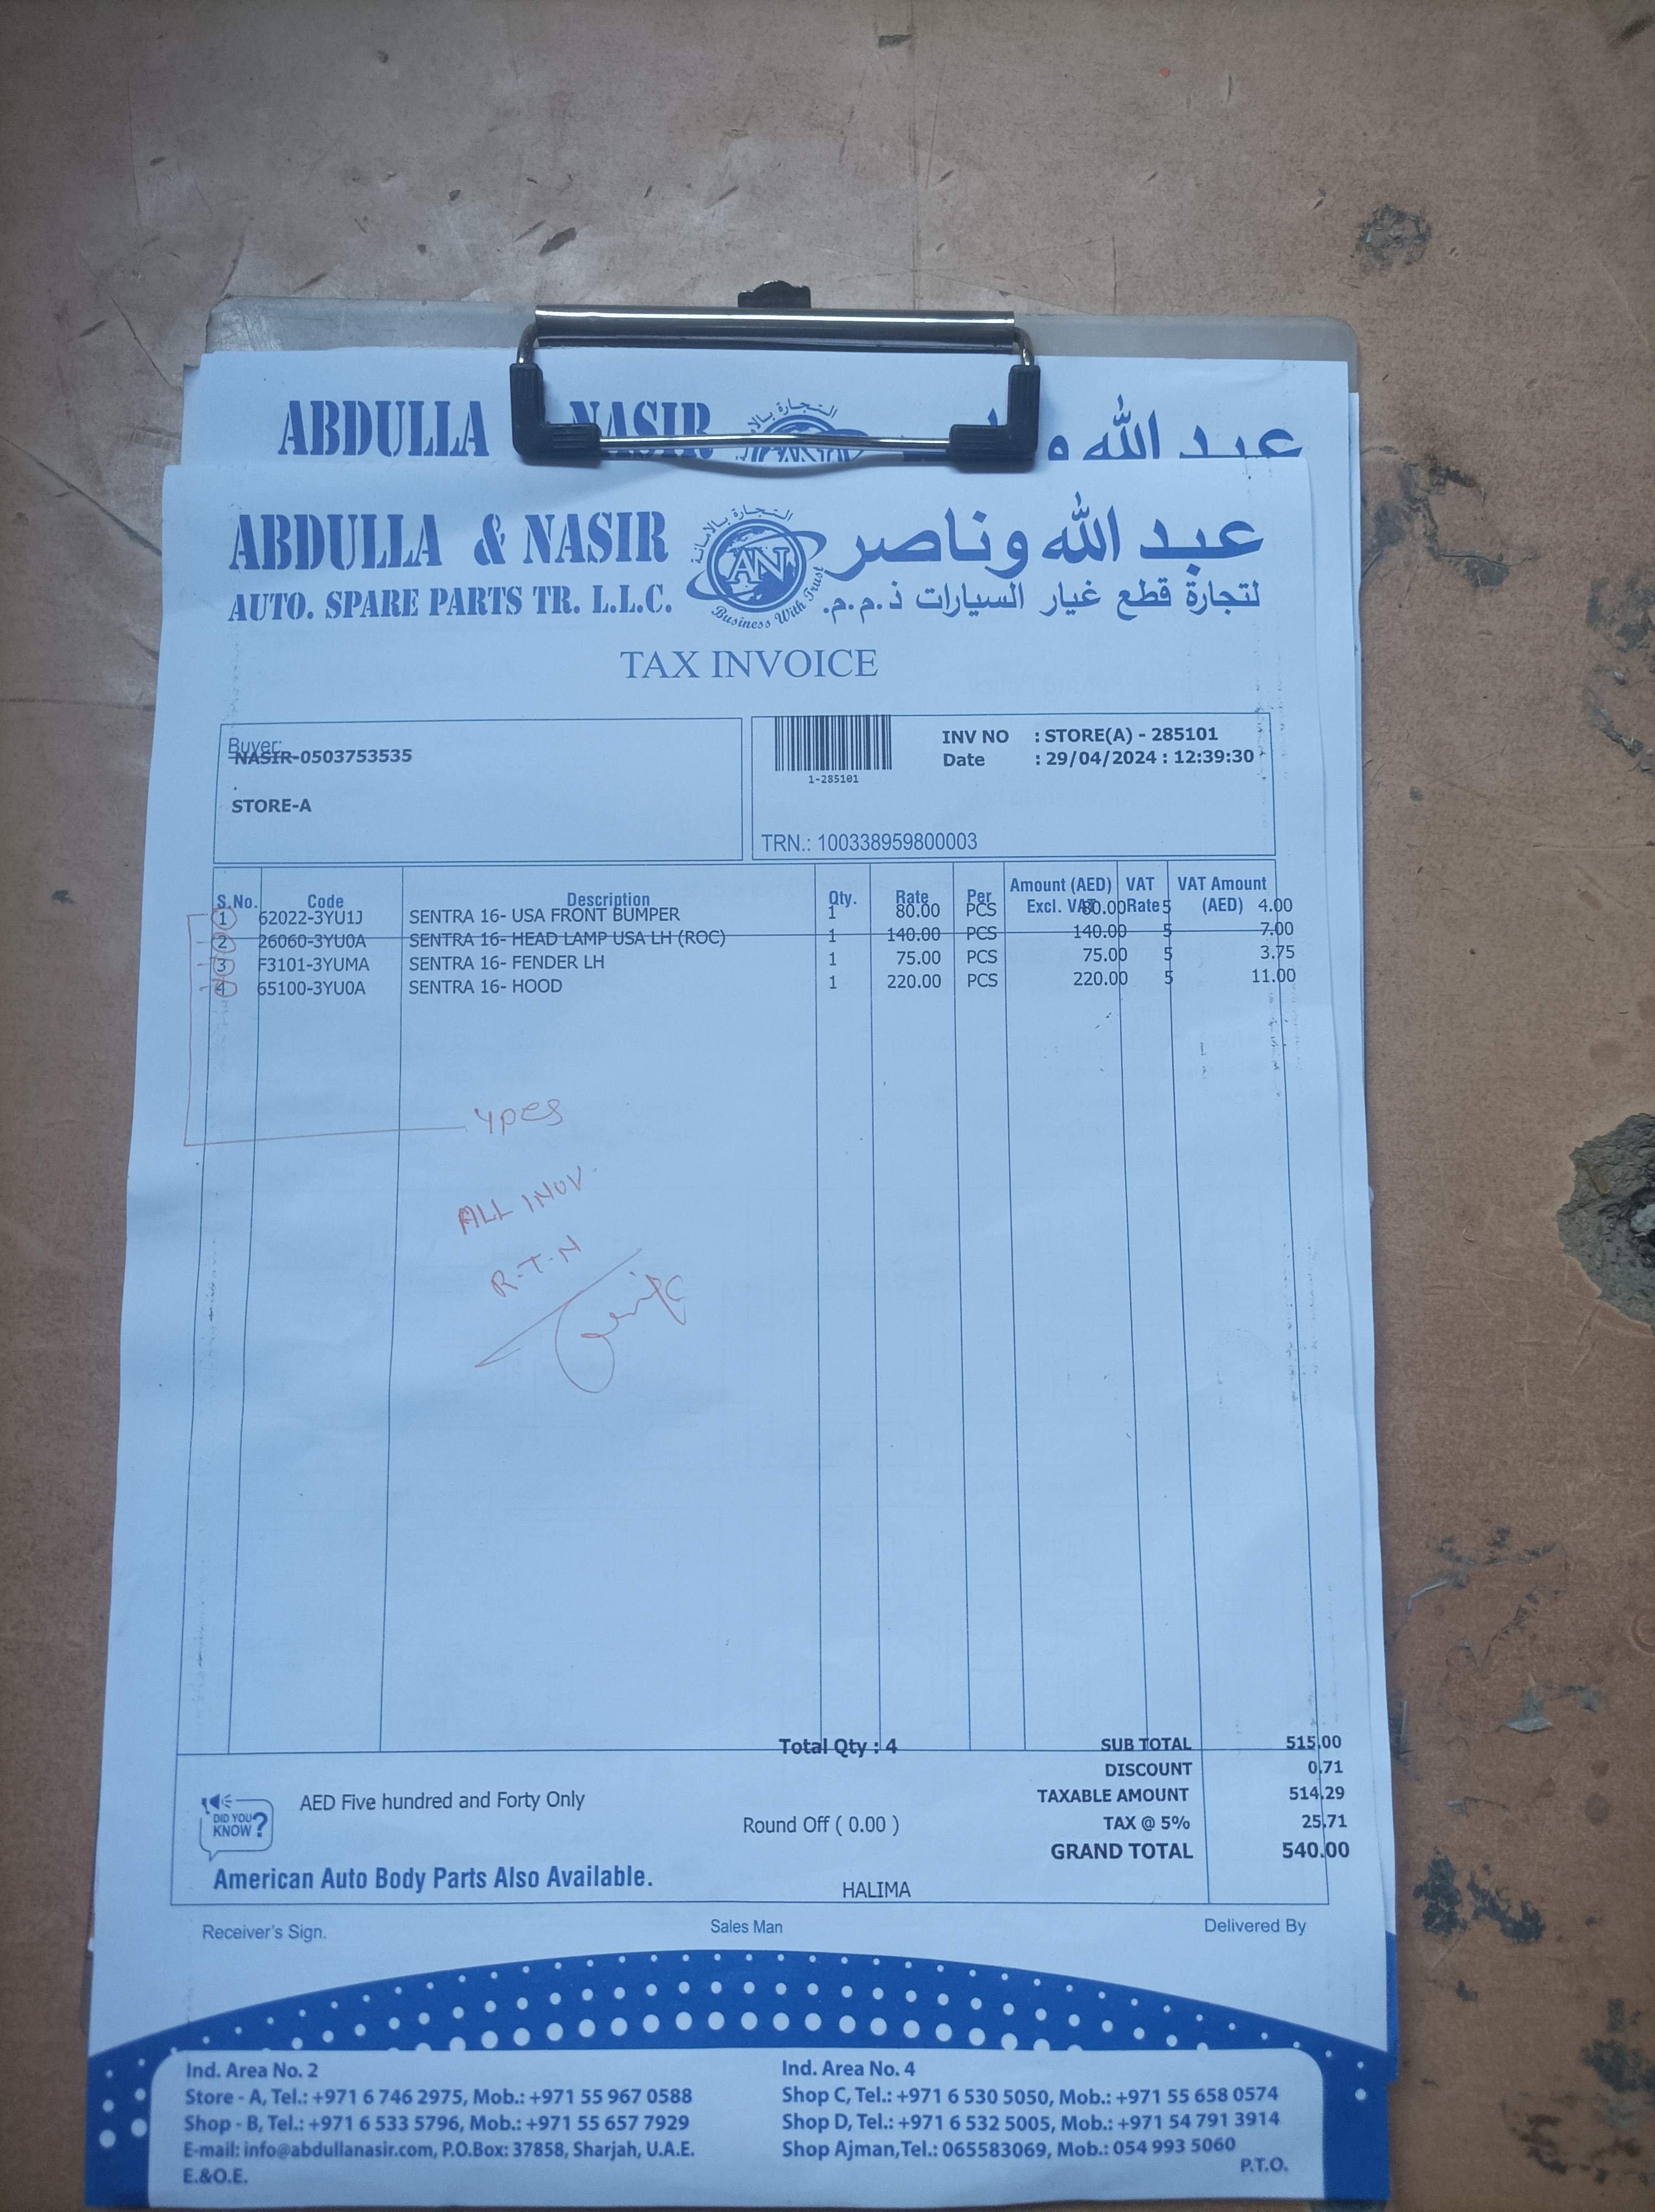 ABDULLA NASIR
عبد الله و
ABDULLA & NASIR
عبد الله وناصر
AUTO. SPARE PARTS TR. L.L.C.
لتجارة قطع غيار السيارات ذ.م.م.
التجارة بالامانة
AN
Business With Trust
TAX INVOICE
Buyer:
NASIR-0503753535
STORE-A
1-285101
INV NO : STORE(A) - 285101
Date : 29/04/2024 : 12:39:30
TRN.: 100338959800003
S.No. Code Description Qty. Rate Per Amount (AED) Excl. VAT VAT Rate VAT Amount (AED)
1 62022-3YU1J SENTRA 16- USA FRONT BUMPER 1 80.00 PCS 80.00 5 4.00
2 26060-3YU0A SENTRA 16- HEAD LAMP USA LH (ROC) 1 140.00 PCS 140.00 5 7.00
3 F3101-3YUMA SENTRA 16- FENDER LH 1 75.00 PCS 75.00 5 3.75
4 65100-3YU0A SENTRA 16- HOOD 1 220.00 PCS 220.00 5 11.00
4pes
ALL INOV
R.T.N
Total Qty : 4
SUB TOTAL 515.00
DISCOUNT 0.71
TAXABLE AMOUNT 514.29
TAX @ 5% 25.71
GRAND TOTAL 540.00
DID YOU KNOW?
AED Five hundred and Forty Only
Round Off ( 0.00 )
American Auto Body Parts Also Available.
HALIMA
Receiver's Sign. Sales Man Delivered By
Ind. Area No. 2
Store - A, Tel.: +971 6 746 2975, Mob.: +971 55 967 0588
Shop - B, Tel.: +971 6 533 5796, Mob.: +971 55 657 7929
E-mail: info@abdullanasir.com, P.O.Box: 37858, Sharjah, U.A.E.
E.&O.E.
Ind. Area No. 4
Shop C, Tel.: +971 6 530 5050, Mob.: +971 55 658 0574
Shop D, Tel.: +971 6 532 5005, Mob.: +971 54 791 3914
Shop Ajman,Tel.: 065583069, Mob.: 054 993 5060
P.T.O.